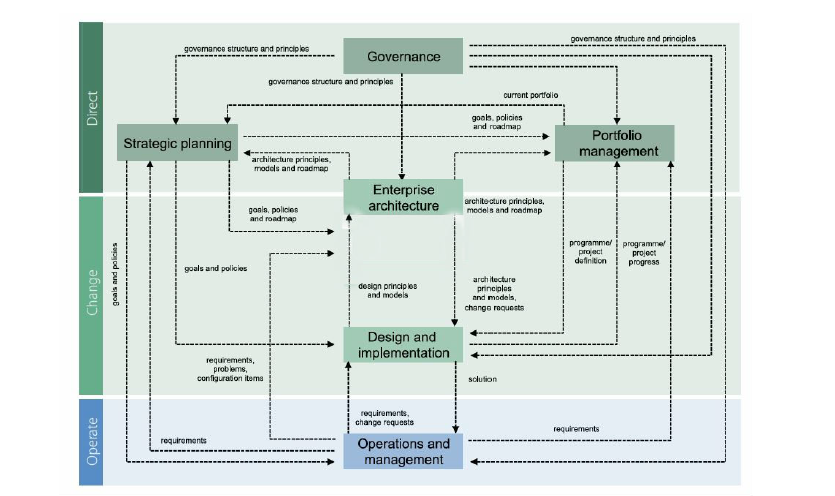 governance structure and principles
governance structure and principles
Governance
governance structure and principles
current portfolio
Direct
goals, policies
and roadmap
Strategic planning
Portfolio
management
architecture principles,
models and roadmap
Enterprise
architecture
architecture principles,
models and roadmap
goals, policies
and roadmap
goals and policies
Change
goals and policies
programme/
project
definition
programme/
project
progress
design principles
and models
architecture
principles
and models,
change requests
Design and
implementation
requirements,
problems,
configuration items
solution
Operate
requirements,
change requests
requirements
requirements
Operations and
management